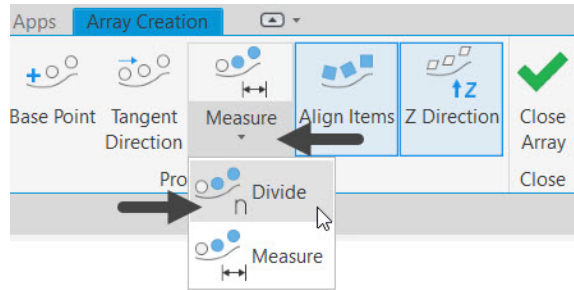 Apps Array Creation
Z
Base Point Tangent Direction Measure Align Items Z Direction Close Array
Pro Close
n Divide
Measure